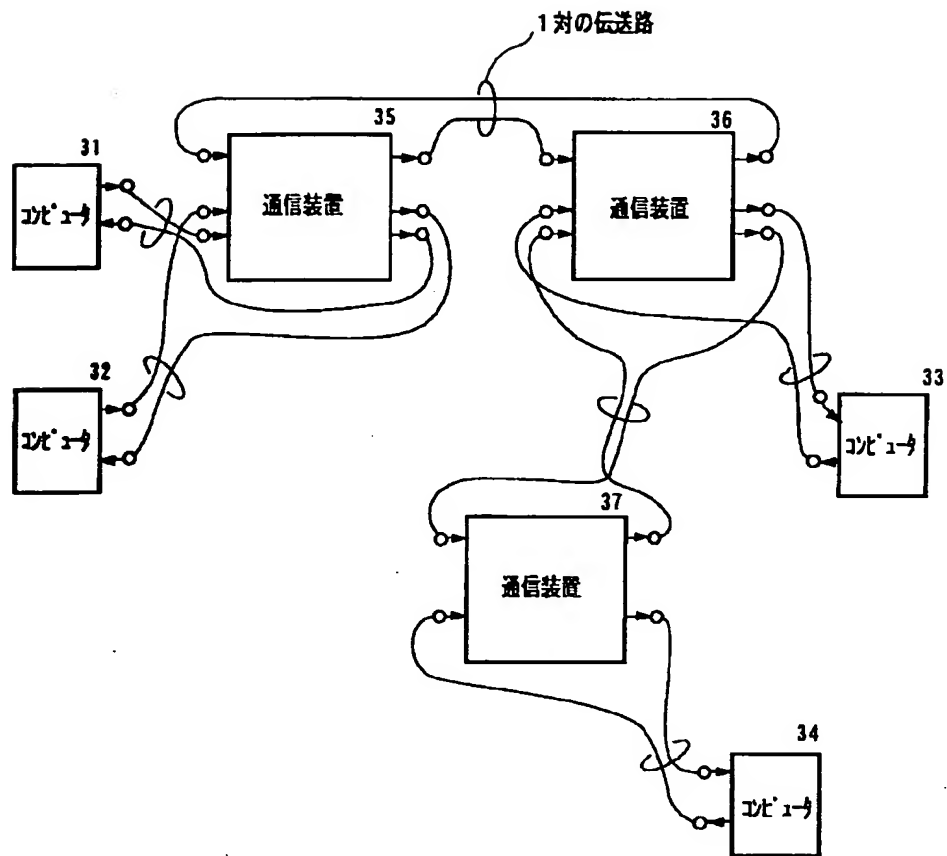 1対の伝送路
35
36
31
通信装置
通信装置
コンピュータ
32
33
コンピュータ
コンピュータ
37
通信装置
34
コンピュータ